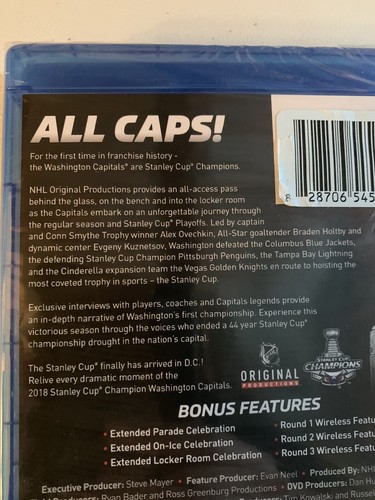 ALL CAPS!
For the first time in franchise history -
the Washington Capitals® are Stanley Cup® Champions.
NHL Original Productions provides an all-access pass
behind the glass, on the bench and into the locker room
as the Capitals embark on an unforgettable journey through
the regular season and Stanley Cup® Playoffs. Led by captain
and Conn Smythe Trophy winner Alex Ovechkin, All-Star goaltender Braden Holtby and
dynamic center Evgeny Kuznetsov, Washington defeated the Columbus Blue Jackets,
the defending Stanley Cup Champion Pittsburgh Penguins, the Tampa Bay Lightning
and the Cinderella expansion team the Vegas Golden Knights en route to hoisting the
most coveted trophy in sports – the Stanley Cup.
Exclusive interviews with players, coaches and Capitals legends provide
an in-depth narrative of Washington's first championship. Experience this
victorious season through the voices who ended a 44 year Stanley Cup®
championship drought in the nation's capital.
The Stanley Cup® finally has arrived in D.C.!
Relive every dramatic moment of the
2018 Stanley Cup® Champion Washington Capitals.
8 28706 545
ORIGINAL
PRODUCTIONS
STANLEY CUP
CHAMPIONS
BONUS FEATURES
• Extended Parade Celebration
• Extended On-Ice Celebration
• Extended Locker Room Celebration
• Round 1 Wireless
• Round 2 Wireless
• Round 3 Wireless
Executive Producer: Steve Mayer • Feature Producer: Evan Neel • Produced By:
Ryan Bader and Ross Greenburg Productions • DVD Producers: Dan
Tim Kowalski and